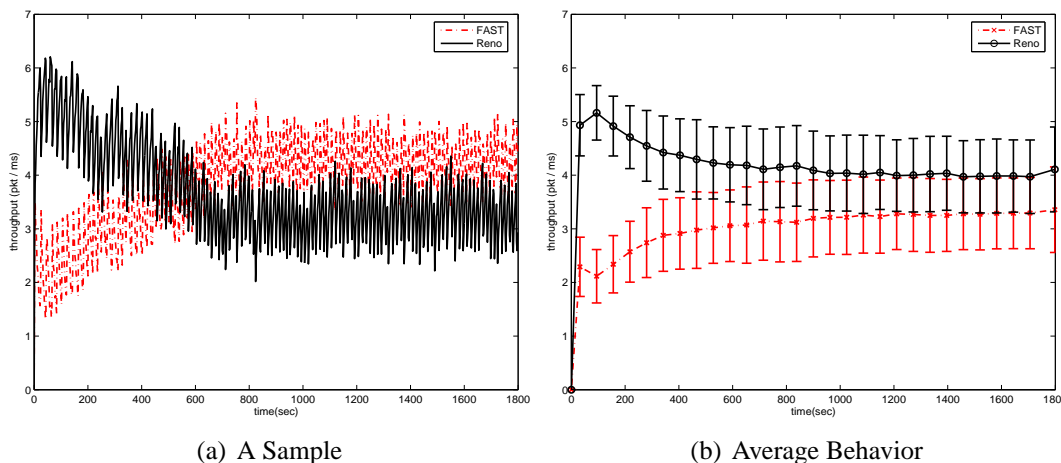 7
6
5
4
3
2
1
0
throughput (pkt / ms)
FAST
Reno
0 200 400 600 800 1000 1200 1400 1600 1800
time(sec)
(a) A Sample
7
6
5
4
3
2
1
0
throughput (pkt / ms)
FAST
Reno
0 200 400 600 800 1000 1200 1400 1600 180
time(sec)
(b) Average Behavior